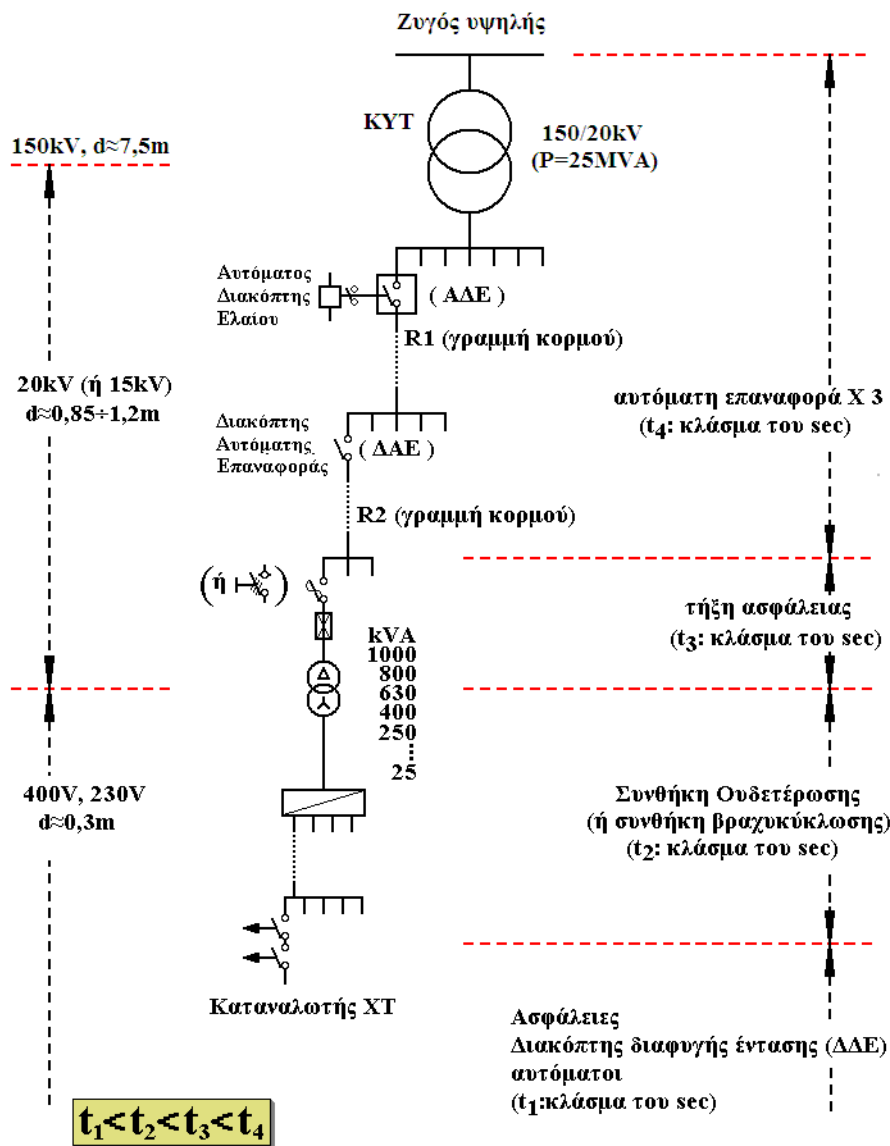 Ζυγός υψηλής
ΚΥΤ
150/20kV
(P=25MVA)
150kV, d≈7,5m
Αυτόματος
Διακόπτης
Ελαίου
( ΑΔΕ )
R1 (γραμμή κορμού)
20kV (ή 15kV)
d≈0,85÷1,2m
αυτόματη επαναφορά Χ 3
(t4: κλάσμα του sec)
Διακόπτης
Αυτόματης
Επαναφοράς
( ΔΑΕ )
R2 (γραμμή κορμού)
(ή )
τήξη ασφάλειας
(t3: κλάσμα του sec)
kVA
1000
800
630
400
250
25
Δ
400V, 230V
d≈0,3m
Συνθήκη Ουδετέρωσης
(ή συνθήκη βραχυκύκλωσης)
(t2: κλάσμα του sec)
Καταναλωτής ΧΤ
Ασφάλειες
Διακόπτης διαφυγής έντασης (ΔΔΕ)
αυτόματοι
(t1:κλάσμα του sec)
t1<t2<t3<t4